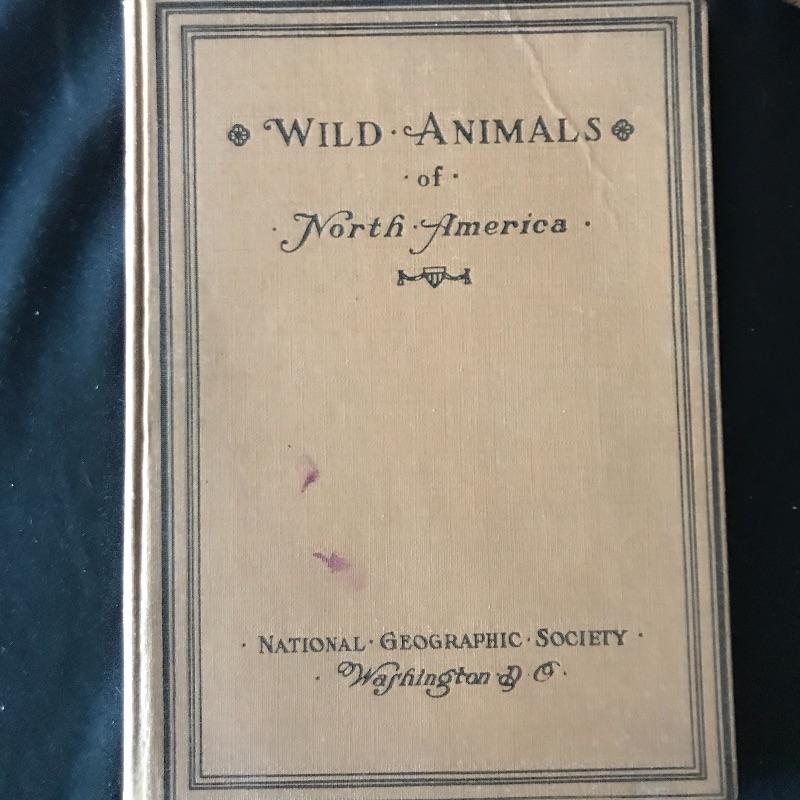 WILD · ANIMALS
· of ·
· North · America ·
· NATIONAL · GEOGRAPHIC · SOCIETY ·
· Washington D C ·